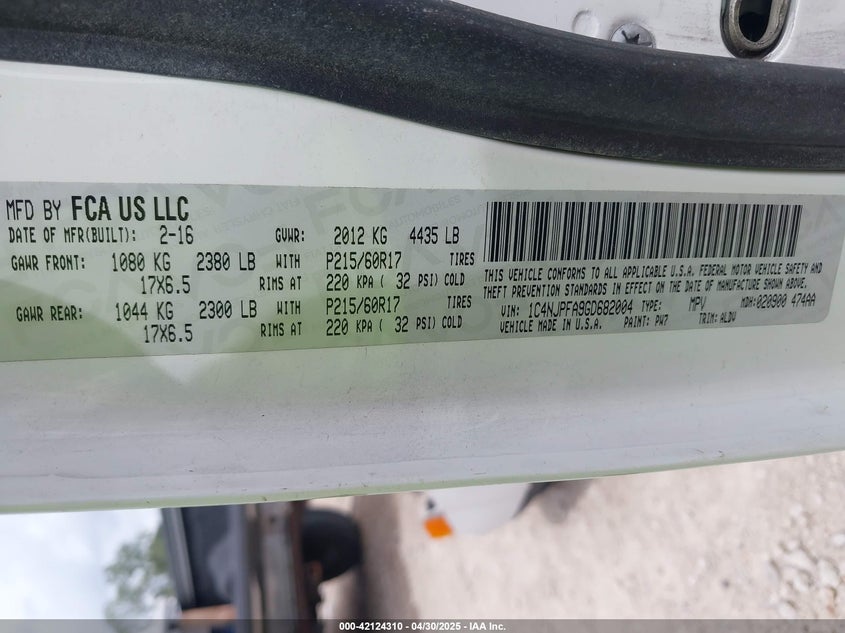 MFD BY FCA US LLC
DATE OF MFR(BUILT): 2-16 GVWR: 2012 KG 4435 LB
GAWR FRONT: 1080 KG 2380 LB WITH P215/60R17 TIRES
17X6.5 RIMS AT 220 KPA ( 32 PSI) COLD
GAWR REAR: 1044 KG 2300 LB WITH P215/60R17 TIRES
17X6.5 RIMS AT 220 KPA ( 32 PSI) COLD
THIS VEHICLE CONFORMS TO ALL APPLICABLE U.S.A. FEDERAL MOTOR VEHICLE SAFETY AND
THEFT PREVENTION STANDARDS IN EFFECT ON THE DATE OF MANUFACTURE SHOWN ABOVE.
VIN: 1C4NJPFA9GD682004 TYPE: MPV MDH: 020900 474AA
VEHICLE MADE IN U.S.A. PAINT: PW7 TRIM: ALDV
000-42124310 | 04/30/2025 - IAA Inc.